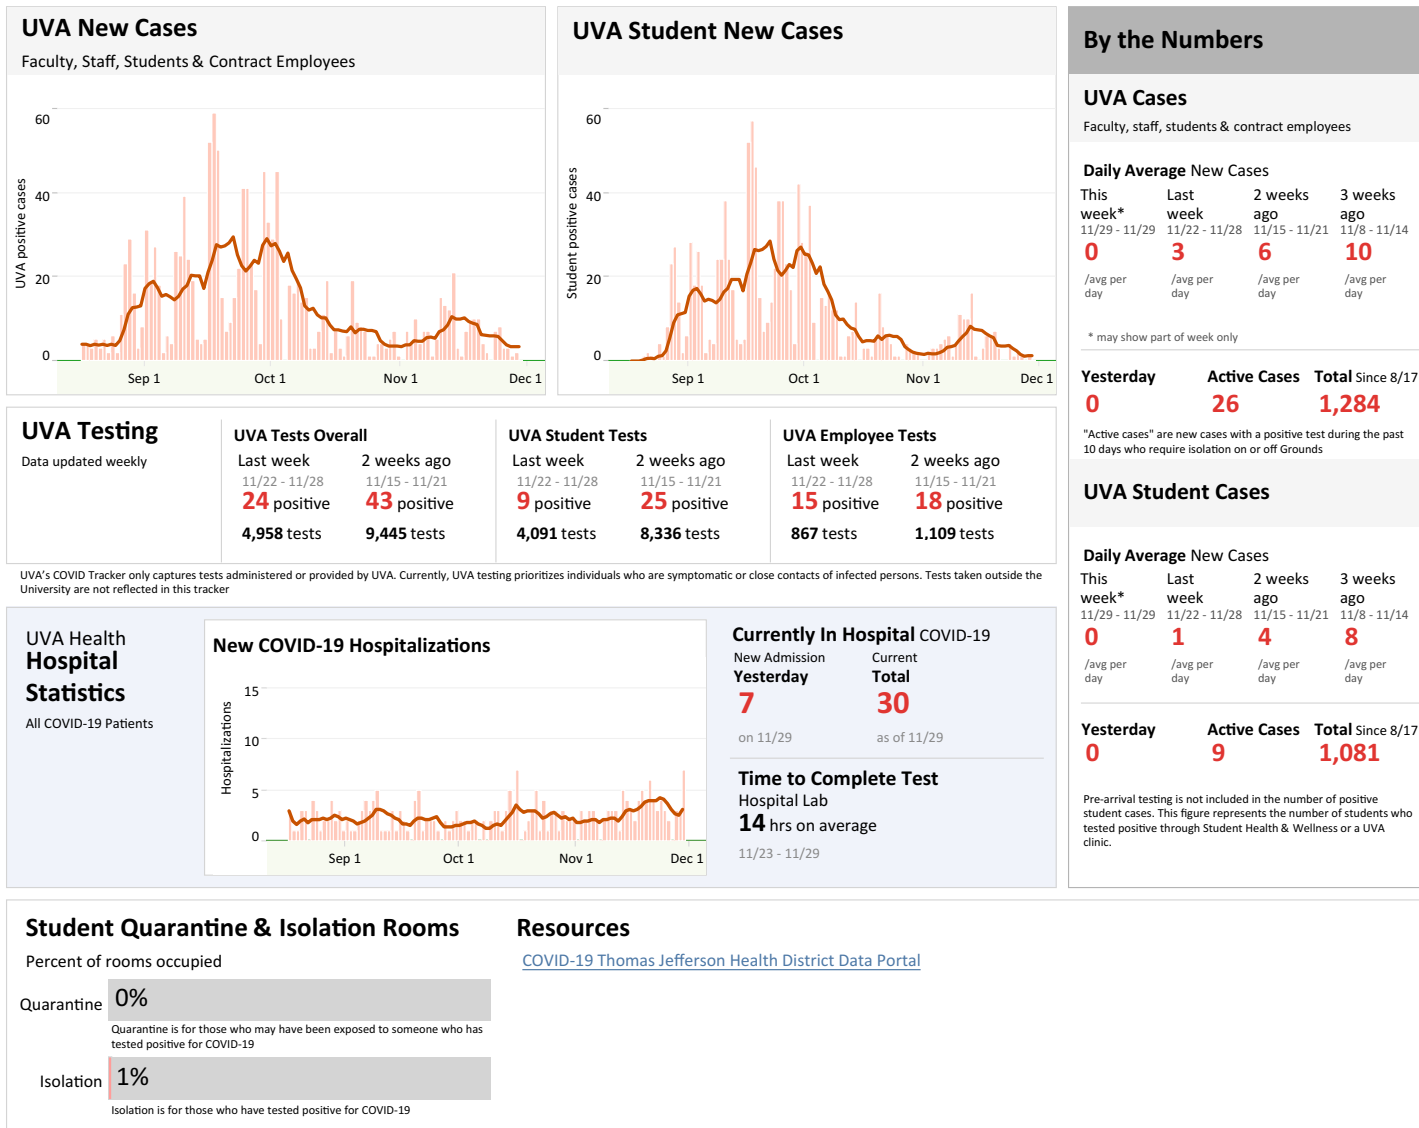 UVA New Cases
Faculty, Staff, Students & Contract Employees
UVA positive cases
60
40
20
0
Sep 1
Oct 1
Nov 1
Dec 1
UVA Student New Cases
Student positive cases
60
40
20
0
Sep 1
Oct 1
Nov 1
Dec 1
By the Numbers
UVA Cases
Faculty, staff, students & contract employees
Daily Average New Cases
This week*
11/29 - 11/29
0
/avg per day
Last week
11/22 - 11/28
3
/avg per day
2 weeks ago
11/15 - 11/21
6
/avg per day
3 weeks ago
11/8 - 11/14
10
/avg per day
* may show part of week only
Yesterday
0
Active Cases
26
Total Since 8/17
1,284
"Active cases" are new cases with a positive test during the past
10 days who require isolation on or off Grounds
UVA Student Cases
Daily Average New Cases
This week*
11/29 - 11/29
0
/avg per day
Last week
11/22 - 11/28
1
/avg per day
2 weeks ago
11/15 - 11/21
4
/avg per day
3 weeks ago
11/8 - 11/14
8
/avg per day
Yesterday
0
Active Cases
9
Total Since 8/17
1,081
Pre-arrival testing is not included in the number of positive
student cases. This figure represents the number of students who
tested positive through Student Health & Wellness or a UVA
clinic.
UVA Testing
Data updated weekly
UVA Tests Overall
Last week
11/22 - 11/28
24 positive
4,958 tests
2 weeks ago
11/15 - 11/21
43 positive
9,445 tests
UVA Student Tests
Last week
11/22 - 11/28
9 positive
4,091 tests
2 weeks ago
11/15 - 11/21
25 positive
8,336 tests
UVA Employee Tests
Last week
11/22 - 11/28
15 positive
867 tests
2 weeks ago
11/15 - 11/21
18 positive
1,109 tests
UVA's COVID Tracker only captures tests administered or provided by UVA. Currently, UVA testing prioritizes individuals who are symptomatic or close contacts of infected persons. Tests taken outside the
University are not reflected in this tracker
UVA Health
Hospital
Statistics
All COVID-19 Patients
New COVID-19 Hospitalizations
Hospitalizations
15
10
5
0
Sep 1
Oct 1
Nov 1
Dec 1
Currently In Hospital COVID-19
New Admission
Yesterday
7
on 11/29
Current
Total
30
as of 11/29
Time to Complete Test
Hospital Lab
14 hrs on average
11/23 - 11/29
Student Quarantine & Isolation Rooms
Percent of rooms occupied
Quarantine
0%
Quarantine is for those who may have been exposed to someone who has
tested positive for COVID-19
Isolation
1%
Isolation is for those who have tested positive for COVID-19
Resources
COVID-19 Thomas Jefferson Health District Data Portal